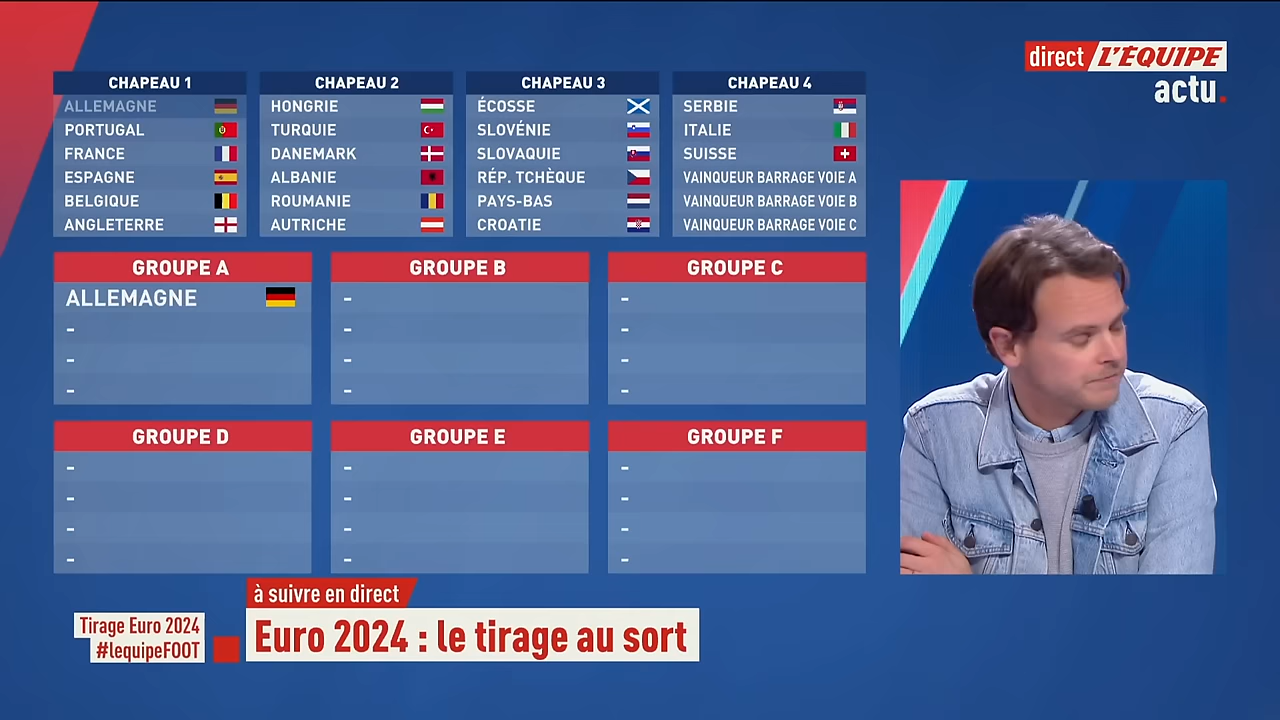 direct L'ÉQUIPE
actu.
CHAPEAU 1
ALLEMAGNE
PORTUGAL
FRANCE
ESPAGNE
BELGIQUE
ANGLETERRE
CHAPEAU 2
HONGRIE
TURQUIE
DANEMARK
ALBANIE
ROUMANIE
AUTRICHE
CHAPEAU 3
ÉCOSSE
SLOVÉNIE
SLOVAQUIE
RÉP. TCHÈQUE
PAYS-BAS
CROATIE
CHAPEAU 4
SERBIE
ITALIE
SUISSE
VAINQUEUR BARRAGE VOIE A
VAINQUEUR BARRAGE VOIE B
VAINQUEUR BARRAGE VOIE C
GROUPE A
ALLEMAGNE
-
-
-
GROUPE B
-
-
-
-
GROUPE C
-
-
-
-
GROUPE D
-
-
-
-
GROUPE E
-
-
-
-
GROUPE F
-
-
-
-
à suivre en direct
Tirage Euro 2024
#lequipeFOOT
Euro 2024 : le tirage au sort